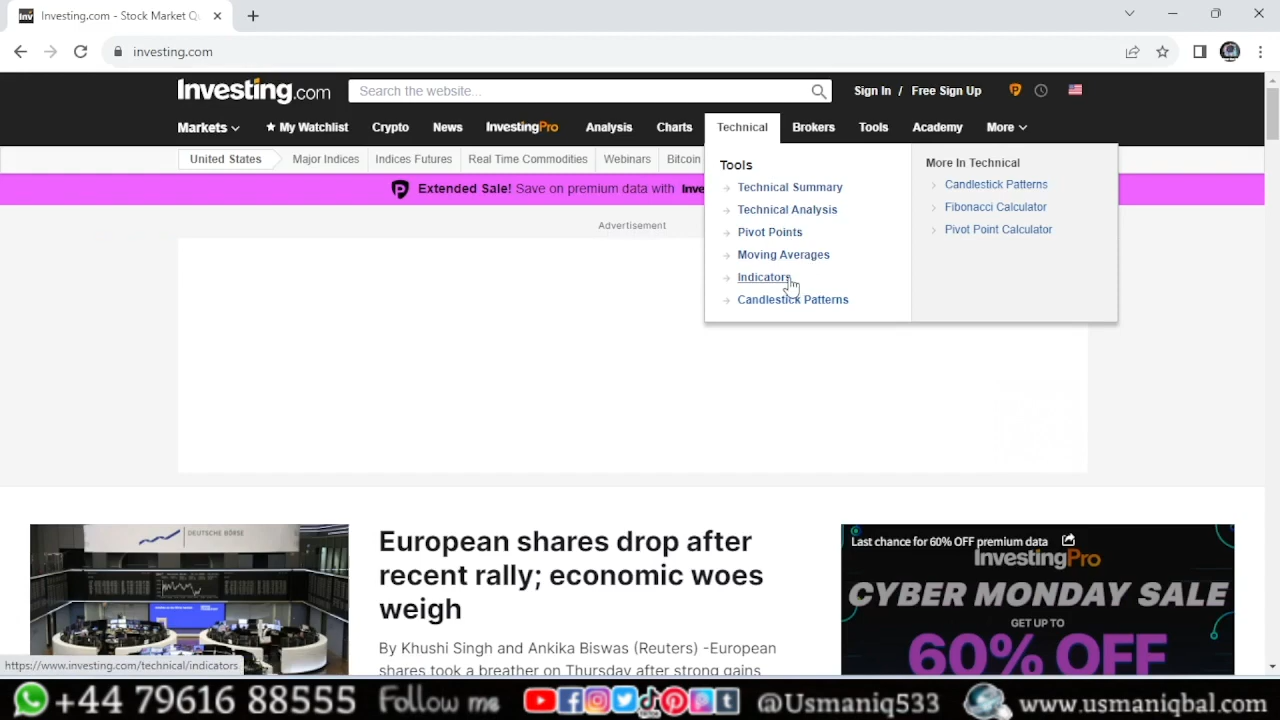 Investing.com - Stock Market Q
investing.com
Investing.com
Search the website...
Sign In / Free Sign Up
Markets
My Watchlist
Crypto
News
InvestingPro
Analysis
Charts
Technical
Brokers
Tools
Academy
More
United States
Major Indices
Indices Futures
Real Time Commodities
Webinars
Bitcoin
Extended Sale! Save on premium data with Inve
Tools
Technical Summary
Technical Analysis
Pivot Points
Moving Averages
Indicators
Candlestick Patterns
More In Technical
Candlestick Patterns
Fibonacci Calculator
Pivot Point Calculator
Advertisement
DEUTSCHE BÖRSE
European shares drop after
recent rally; economic woes
weigh
By Khushi Singh and Ankika Biswas (Reuters) -European
shares took a breather on Thursday after strong gains
Last chance for 60% OFF premium data
InvestingPro
CYBER MONDAY SALE
GET UP TO
60% OFF
https://www.investing.com/technical/indicators
+44 79616 88555
Follow me
@Usmaniq533
www.usmaniqbal.com